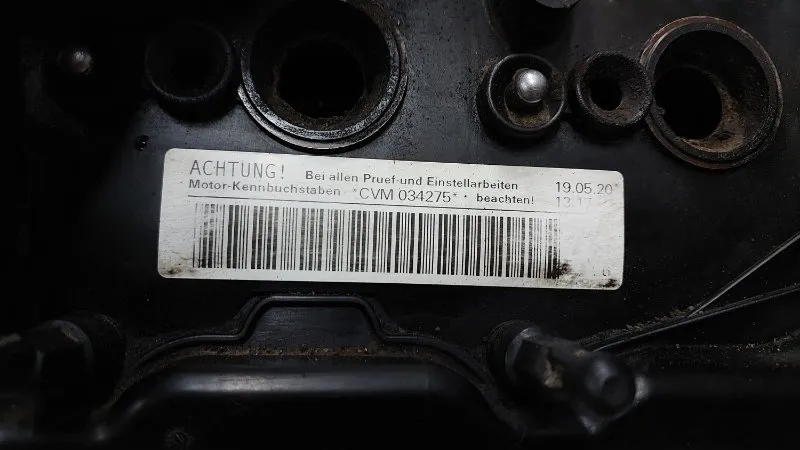 ACHTUNG! Bei allen Pruef-und Einstellarbeiten 19.05.20
Motor-Kennbuchstaben *CVM 034275* * beachten!